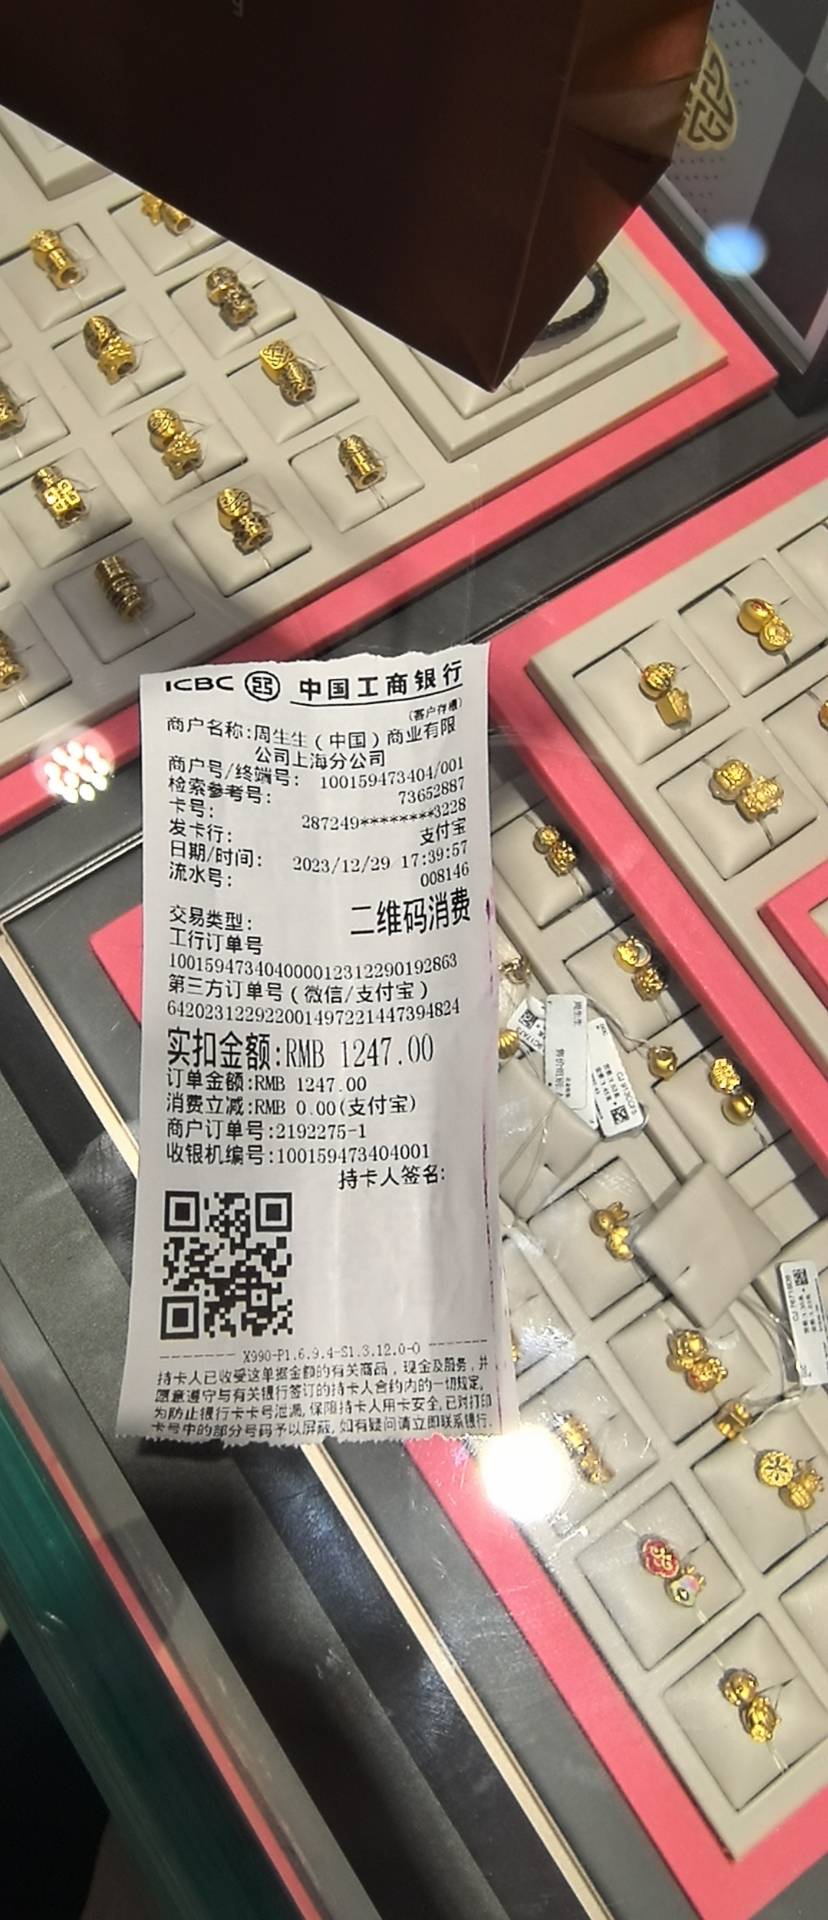 ICBC 中国工商银行
(客户存根)
商户名称:周生生(中国)商业有限
公司上海分公司
商户号/终端号: 100159473404/001
检索参考号: 73652887
卡号: 287249********3228
发卡行: 支付宝
日期/时间: 2023/12/29 17:39:57
流水号: 008146
交易类型: 二维码消费
工行订单号
100159473404000012312290192863
第三方订单号(微信/支付宝)
64202312292200149722144739​4824
实扣金额:RMB 1247.00
订单金额:RMB 1247.00
消费立减:RMB 0.00(支付宝)
商户订单号:2192275-1
收银机编号:100159473404001
持卡人签名:
X990-P1.6.9.4-S1.3.12.0-0
持卡人已收受这单据金额的有关商品,现金及服务,并
愿意遵守与有关银行签订的持卡人合约内的一切规定,
为防止银行卡卡号泄漏,保障持卡人用卡安全,已对打印
卡号中的部分号码予以屏蔽,如有疑问请立即联系银行.
周生生